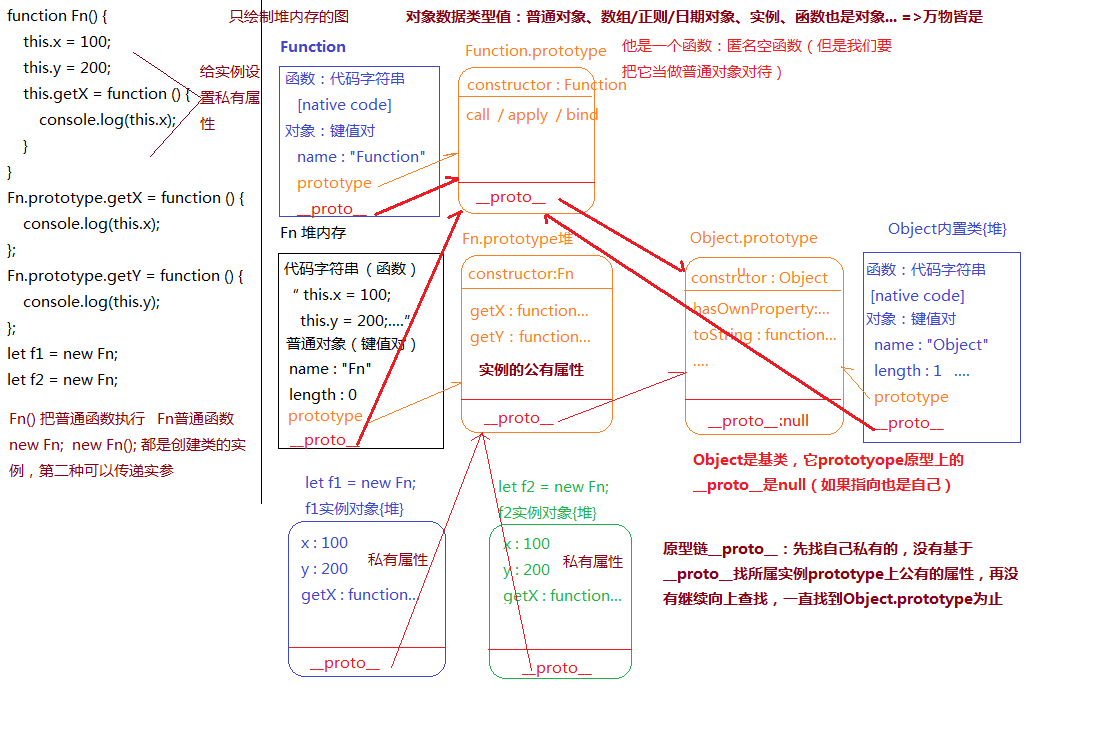 function Fn() {
this.x = 100;
this.y = 200;
this.getX = function () {
console.log(this.x);
}
}
Fn.prototype.getX = function () {
console.log(this.x);
};
Fn.prototype.getY = function () {
console.log(this.y);
};
let f1 = new Fn;
let f2 = new Fn;
给实例设
置私有属
性
Fn() 把普通函数执行 Fn普通函数
new Fn; new Fn(); 都是创建类的实
例，第二种可以传递实参
只绘制堆内存的图
对象数据类型值：普通对象、数组/正则/日期对象、实例、函数也是对象... =>万物皆是
Function
函数：代码字符串
[native code]
对象：键值对
name : "Function"
prototype
__proto__
Function.prototype
constructor : Function
call / apply / bind
__proto__
他是一个函数：匿名空函数（但是我们要
把它当做普通对象对待）
Fn 堆内存
代码字符串（函数）
“ this.x = 100;
this.y = 200;....”
普通对象（键值对）
name : "Fn"
length : 0
prototype
__proto__
Fn.prototype堆
constructor:Fn
getX : function...
getY : function...
实例的公有属性
__proto__
Object.prototype
constructor : Object
hasOwnProperty:...
toString : function...
....
__proto__:null
Object内置类{堆}
函数：代码字符串
[native code]
对象：键值对
name : "Object"
length : 1 ....
prototype
__proto__
Object是基类，它prototyope原型上的
__proto__是null（如果指向也是自己）
let f1 = new Fn;
f1实例对象{堆}
x : 100
y : 200
私有属性
getX : function...
__proto__
let f2 = new Fn;
f2实例对象{堆}
x : 100
y : 200
私有属性
getX : function...
__proto__
原型链__proto__：先找自己私有的，没有基于
__proto__找所属实例prototype上公有的属性，再没
有继续向上查找，一直找到Object.prototype为止